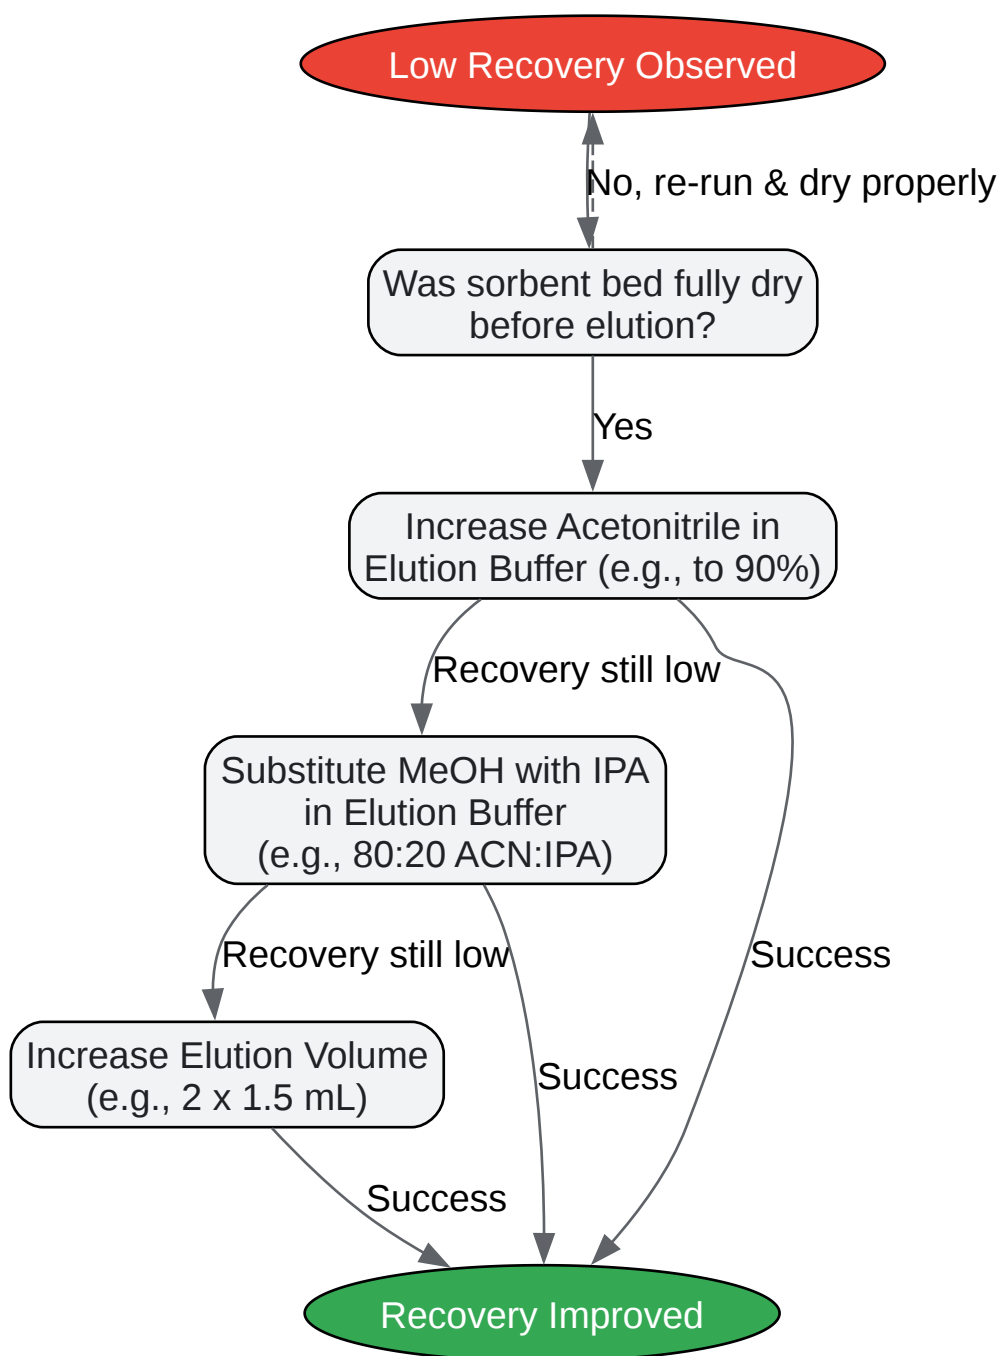 Low Recovery Observed
No, re-run & dry properly
Was sorbent bed fully dry
before elution?
Yes
Increase Acetonitrile in
Elution Buffer (e.g., to 90%)
Recovery still low
Substitute MeOH with IPA
in Elution Buffer
(e.g., 80:20 ACN:IPA)
Recovery still low
Success
Increase Elution Volume
(e.g., 2 x 1.5 mL)
Success
Success
Recovery Improved